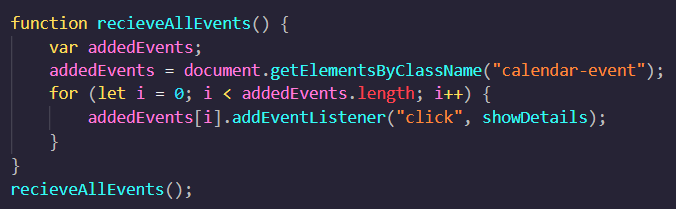 function recieveAllEvents() {
    var addedEvents;
    addedEvents = document.getElementsByClassName("calendar-event");
    for (let i = 0; i < addedEvents.length; i++) {
        addedEvents[i].addEventListener("click", showDetails);
    }
}
recieveAllEvents();